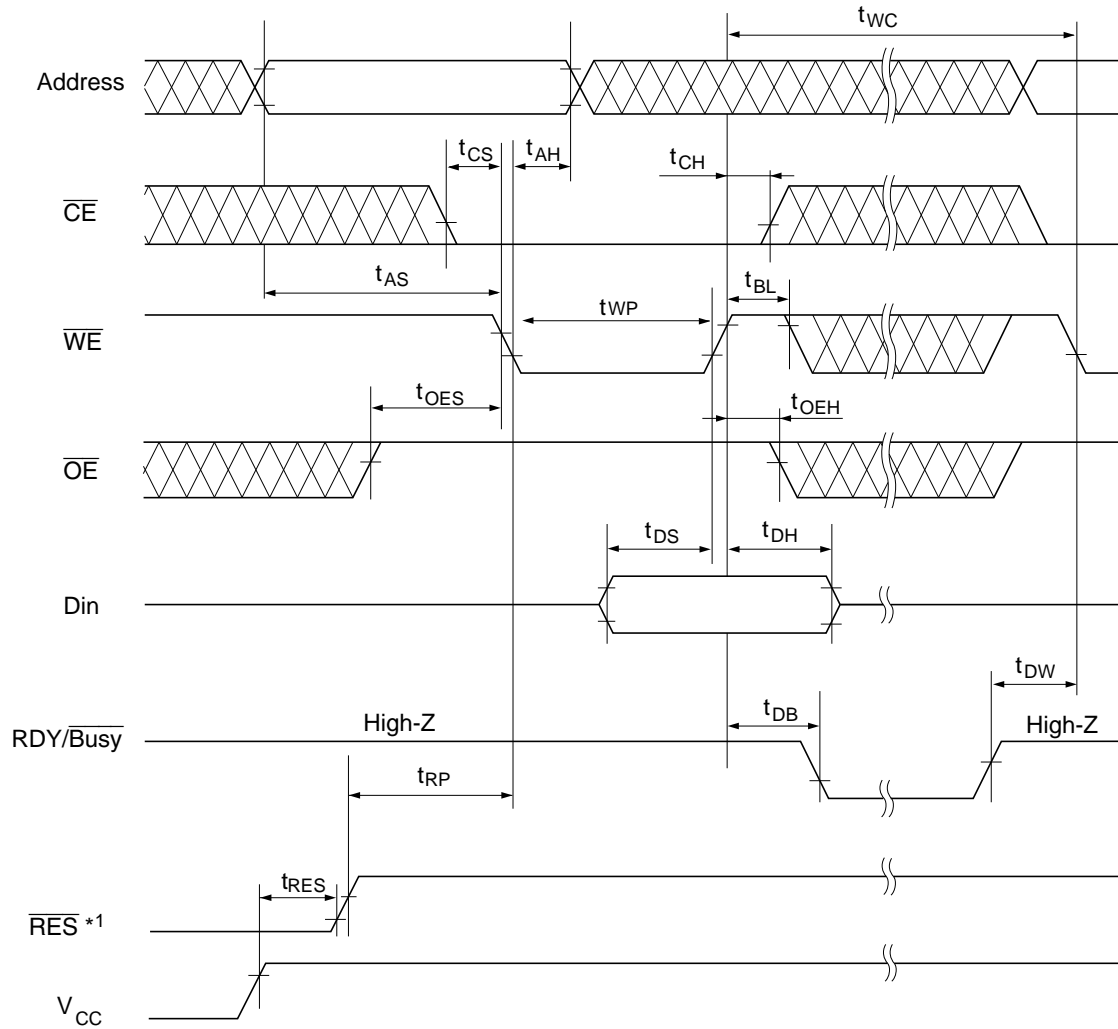 tWC
Address
tCS
tAH
tCH
CE
tAS
tBL
tWP
WE
tOES
tOEH
OE
tDS
tDH
Din
tDW
tDB
High-Z
High-Z
RDY/Busy
tRP
tRES
RES *1
VCC